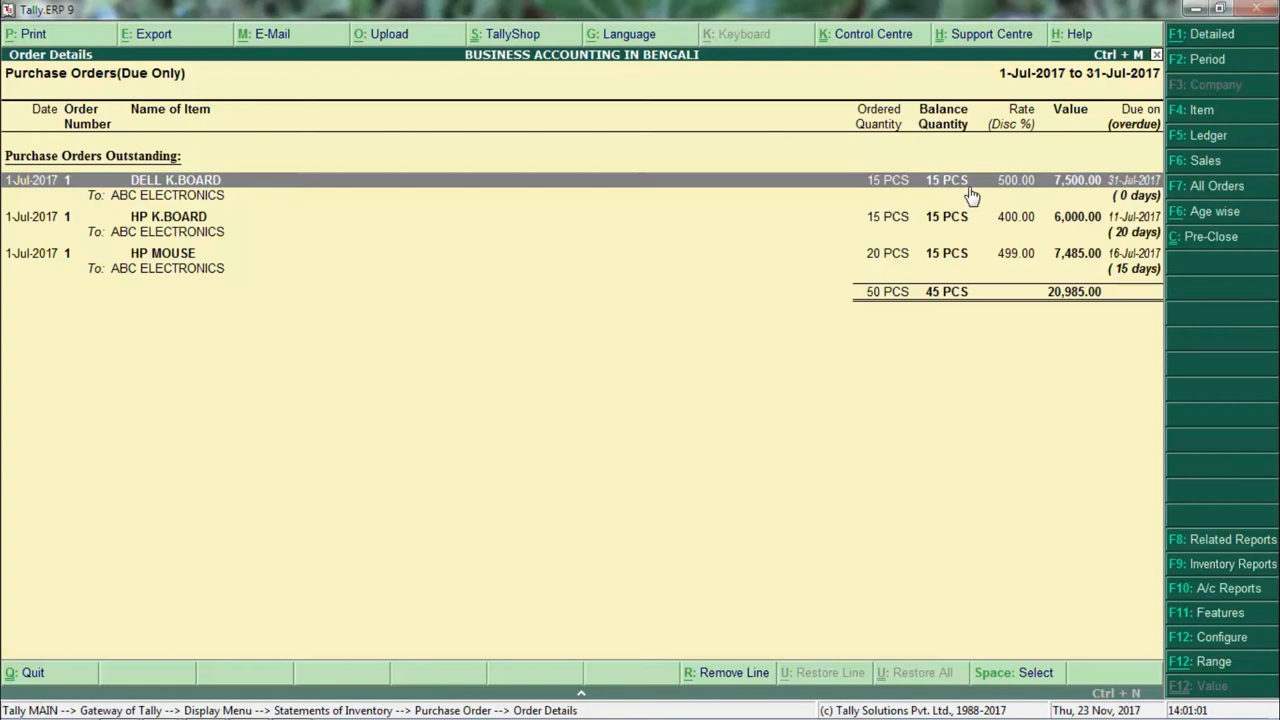 Tally.ERP 9
P: Print E: Export M: E-Mail O: Upload S: TallyShop G: Language K: Keyboard K: Control Centre H: Support Centre H: Help
Order Details BUSINESS ACCOUNTING IN BENGALI Ctrl + M
Purchase Orders(Due Only) 1-Jul-2017 to 31-Jul-2017
Date Order Name of Item Ordered Balance Rate Value Due on
Number Quantity Quantity (Disc %) (overdue)
Purchase Orders Outstanding:
1-Jul-2017 1 DELL K.BOARD 15 PCS 15 PCS 500.00 7,500.00 31-Jul-2017
To: ABC ELECTRONICS ( 0 days)
1-Jul-2017 1 HP K.BOARD 15 PCS 15 PCS 400.00 6,000.00 11-Jul-2017
To: ABC ELECTRONICS ( 20 days)
1-Jul-2017 1 HP MOUSE 20 PCS 15 PCS 499.00 7,485.00 16-Jul-2017
To: ABC ELECTRONICS ( 15 days)
50 PCS 45 PCS 20,985.00
F1: Detailed
F2: Period
F3: Company
F4: Item
F5: Ledger
F6: Sales
F7: All Orders
F6: Age wise
C: Pre-Close
F8: Related Reports
F9: Inventory Reports
F10: A/c Reports
F11: Features
F12: Configure
F12: Range
F12: Value
Q: Quit R: Remove Line U: Restore Line U: Restore All Space: Select
Ctrl + N
Tally MAIN --> Gateway of Tally --> Display Menu --> Statements of Inventory --> Purchase Order --> Order Details (c) Tally Solutions Pvt. Ltd., 1988-2017 Thu, 23 Nov, 2017 14:01:01